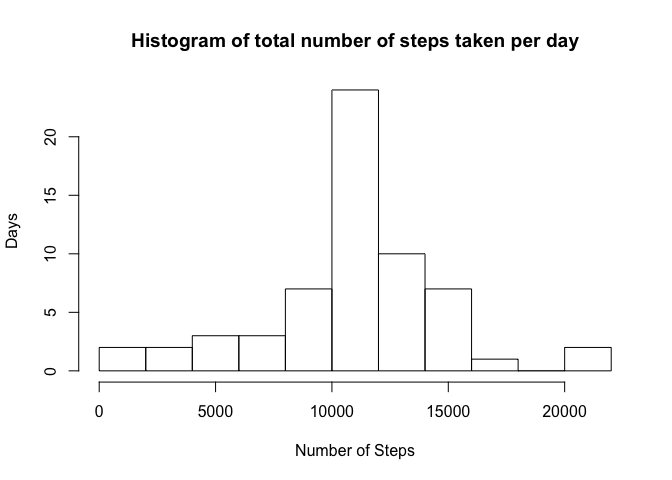 Histogram of total number of steps taken per day
20
15
10
5
0
Days
0 5000 10000 15000 20000
Number of Steps